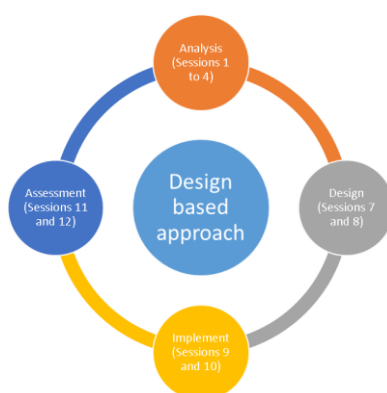 Analysis
(Sessions 1
to 4)
Assessment
(Sessions 11
and 12)
Design
based
approach
Design
(Sessions 7
and 8)
Implement
(Sessions 9
and 10)